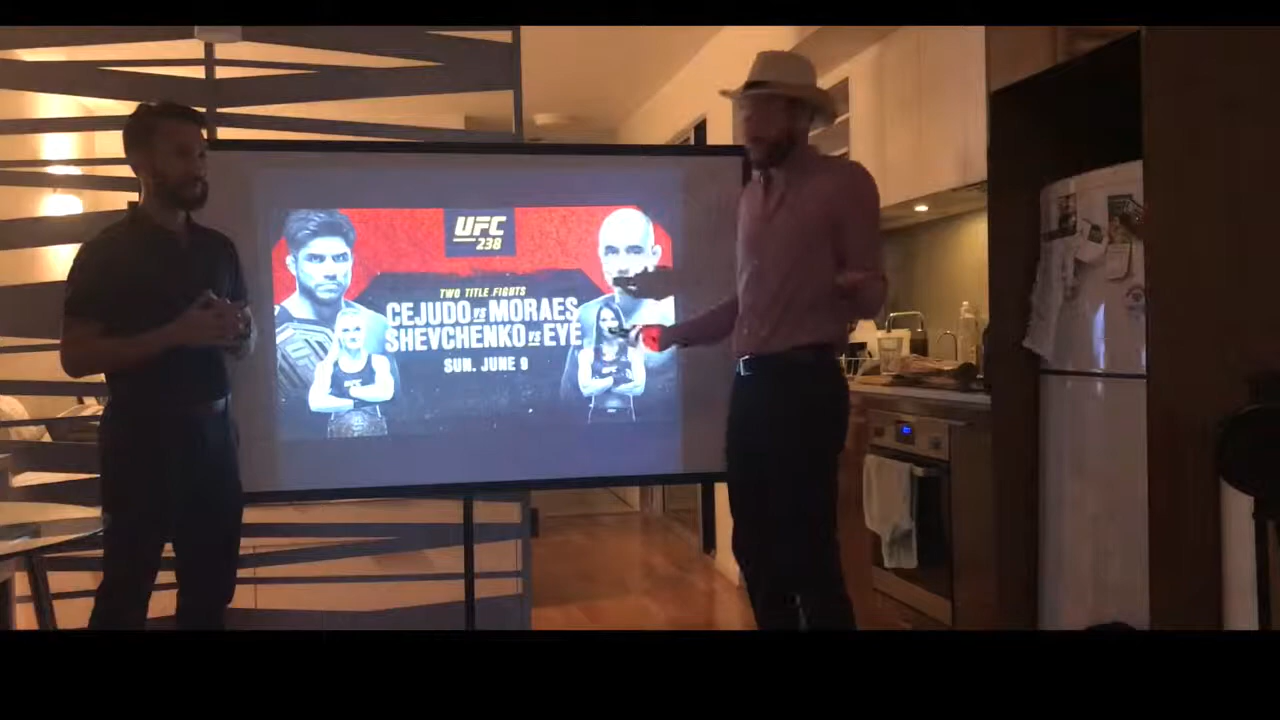 UFC
238
TWO TITLE FIGHTS
CEJUDO VS MORAES
SHEVCHENKO VS EYE
SUN. JUNE 9